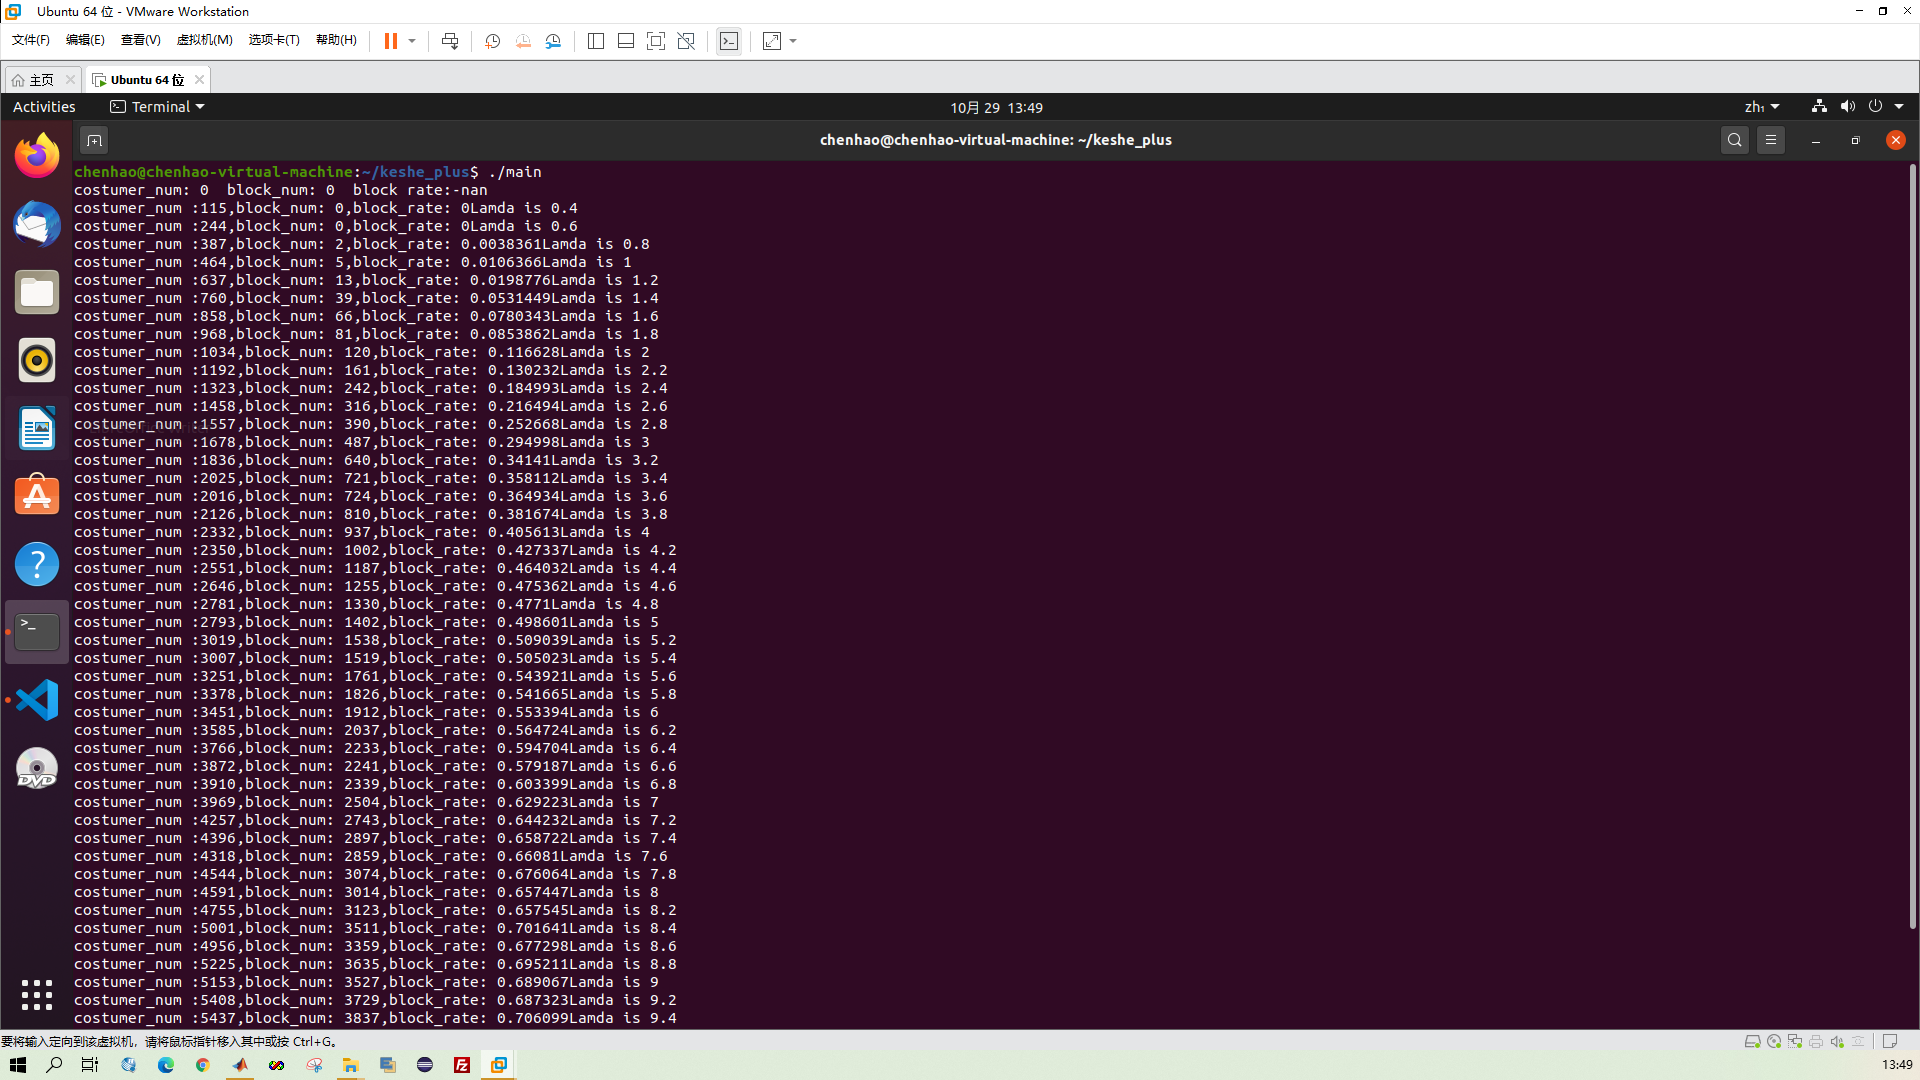 Ubuntu 64 位 - VMware Workstation
文件(F) 编辑(E) 查看(V) 虚拟机(M) 选项卡(T) 帮助(H)
主页 Ubuntu 64 位
Activities Terminal 10月 29 13:49 zh₁
chenhao@chenhao-virtual-machine: ~/keshe_plus
chenhao@chenhao-virtual-machine:~/keshe_plus$ ./main
costumer_num: 0  block_num: 0  block rate:-nan
costumer_num :115,block_num: 0,block_rate: 0Lamda is 0.4
costumer_num :244,block_num: 0,block_rate: 0Lamda is 0.6
costumer_num :387,block_num: 2,block_rate: 0.0038361Lamda is 0.8
costumer_num :464,block_num: 5,block_rate: 0.0106366Lamda is 1
costumer_num :637,block_num: 13,block_rate: 0.0198776Lamda is 1.2
costumer_num :760,block_num: 39,block_rate: 0.0531449Lamda is 1.4
costumer_num :858,block_num: 66,block_rate: 0.0780343Lamda is 1.6
costumer_num :968,block_num: 81,block_rate: 0.0853862Lamda is 1.8
costumer_num :1034,block_num: 120,block_rate: 0.116628Lamda is 2
costumer_num :1192,block_num: 161,block_rate: 0.130232Lamda is 2.2
costumer_num :1323,block_num: 242,block_rate: 0.184993Lamda is 2.4
costumer_num :1458,block_num: 316,block_rate: 0.216494Lamda is 2.6
costumer_num :1557,block_num: 390,block_rate: 0.252668Lamda is 2.8
costumer_num :1678,block_num: 487,block_rate: 0.294998Lamda is 3
costumer_num :1836,block_num: 640,block_rate: 0.34141Lamda is 3.2
costumer_num :2025,block_num: 721,block_rate: 0.358112Lamda is 3.4
costumer_num :2016,block_num: 724,block_rate: 0.364934Lamda is 3.6
costumer_num :2126,block_num: 810,block_rate: 0.381674Lamda is 3.8
costumer_num :2332,block_num: 937,block_rate: 0.405613Lamda is 4
costumer_num :2350,block_num: 1002,block_rate: 0.427337Lamda is 4.2
costumer_num :2551,block_num: 1187,block_rate: 0.464032Lamda is 4.4
costumer_num :2646,block_num: 1255,block_rate: 0.475362Lamda is 4.6
costumer_num :2781,block_num: 1330,block_rate: 0.4771Lamda is 4.8
costumer_num :2793,block_num: 1402,block_rate: 0.498601Lamda is 5
costumer_num :3019,block_num: 1538,block_rate: 0.509039Lamda is 5.2
costumer_num :3007,block_num: 1519,block_rate: 0.505023Lamda is 5.4
costumer_num :3251,block_num: 1761,block_rate: 0.543921Lamda is 5.6
costumer_num :3378,block_num: 1826,block_rate: 0.541665Lamda is 5.8
costumer_num :3451,block_num: 1912,block_rate: 0.553394Lamda is 6
costumer_num :3585,block_num: 2037,block_rate: 0.564724Lamda is 6.2
costumer_num :3766,block_num: 2233,block_rate: 0.594704Lamda is 6.4
costumer_num :3872,block_num: 2241,block_rate: 0.579187Lamda is 6.6
costumer_num :3910,block_num: 2339,block_rate: 0.603399Lamda is 6.8
costumer_num :3969,block_num: 2504,block_rate: 0.629223Lamda is 7
costumer_num :4257,block_num: 2743,block_rate: 0.644232Lamda is 7.2
costumer_num :4396,block_num: 2897,block_rate: 0.658722Lamda is 7.4
costumer_num :4318,block_num: 2859,block_rate: 0.66081Lamda is 7.6
costumer_num :4544,block_num: 3074,block_rate: 0.676064Lamda is 7.8
costumer_num :4591,block_num: 3014,block_rate: 0.657447Lamda is 8
costumer_num :4755,block_num: 3123,block_rate: 0.657545Lamda is 8.2
costumer_num :5001,block_num: 3511,block_rate: 0.701641Lamda is 8.4
costumer_num :4956,block_num: 3359,block_rate: 0.677298Lamda is 8.6
costumer_num :5225,block_num: 3635,block_rate: 0.695211Lamda is 8.8
costumer_num :5153,block_num: 3527,block_rate: 0.689067Lamda is 9
costumer_num :5408,block_num: 3729,block_rate: 0.687323Lamda is 9.2
costumer_num :5437,block_num: 3837,block_rate: 0.706099Lamda is 9.4
DVD
要将输入定向到该虚拟机，请将鼠标指针移入其中或按 Ctrl+G。
Fz
13:49